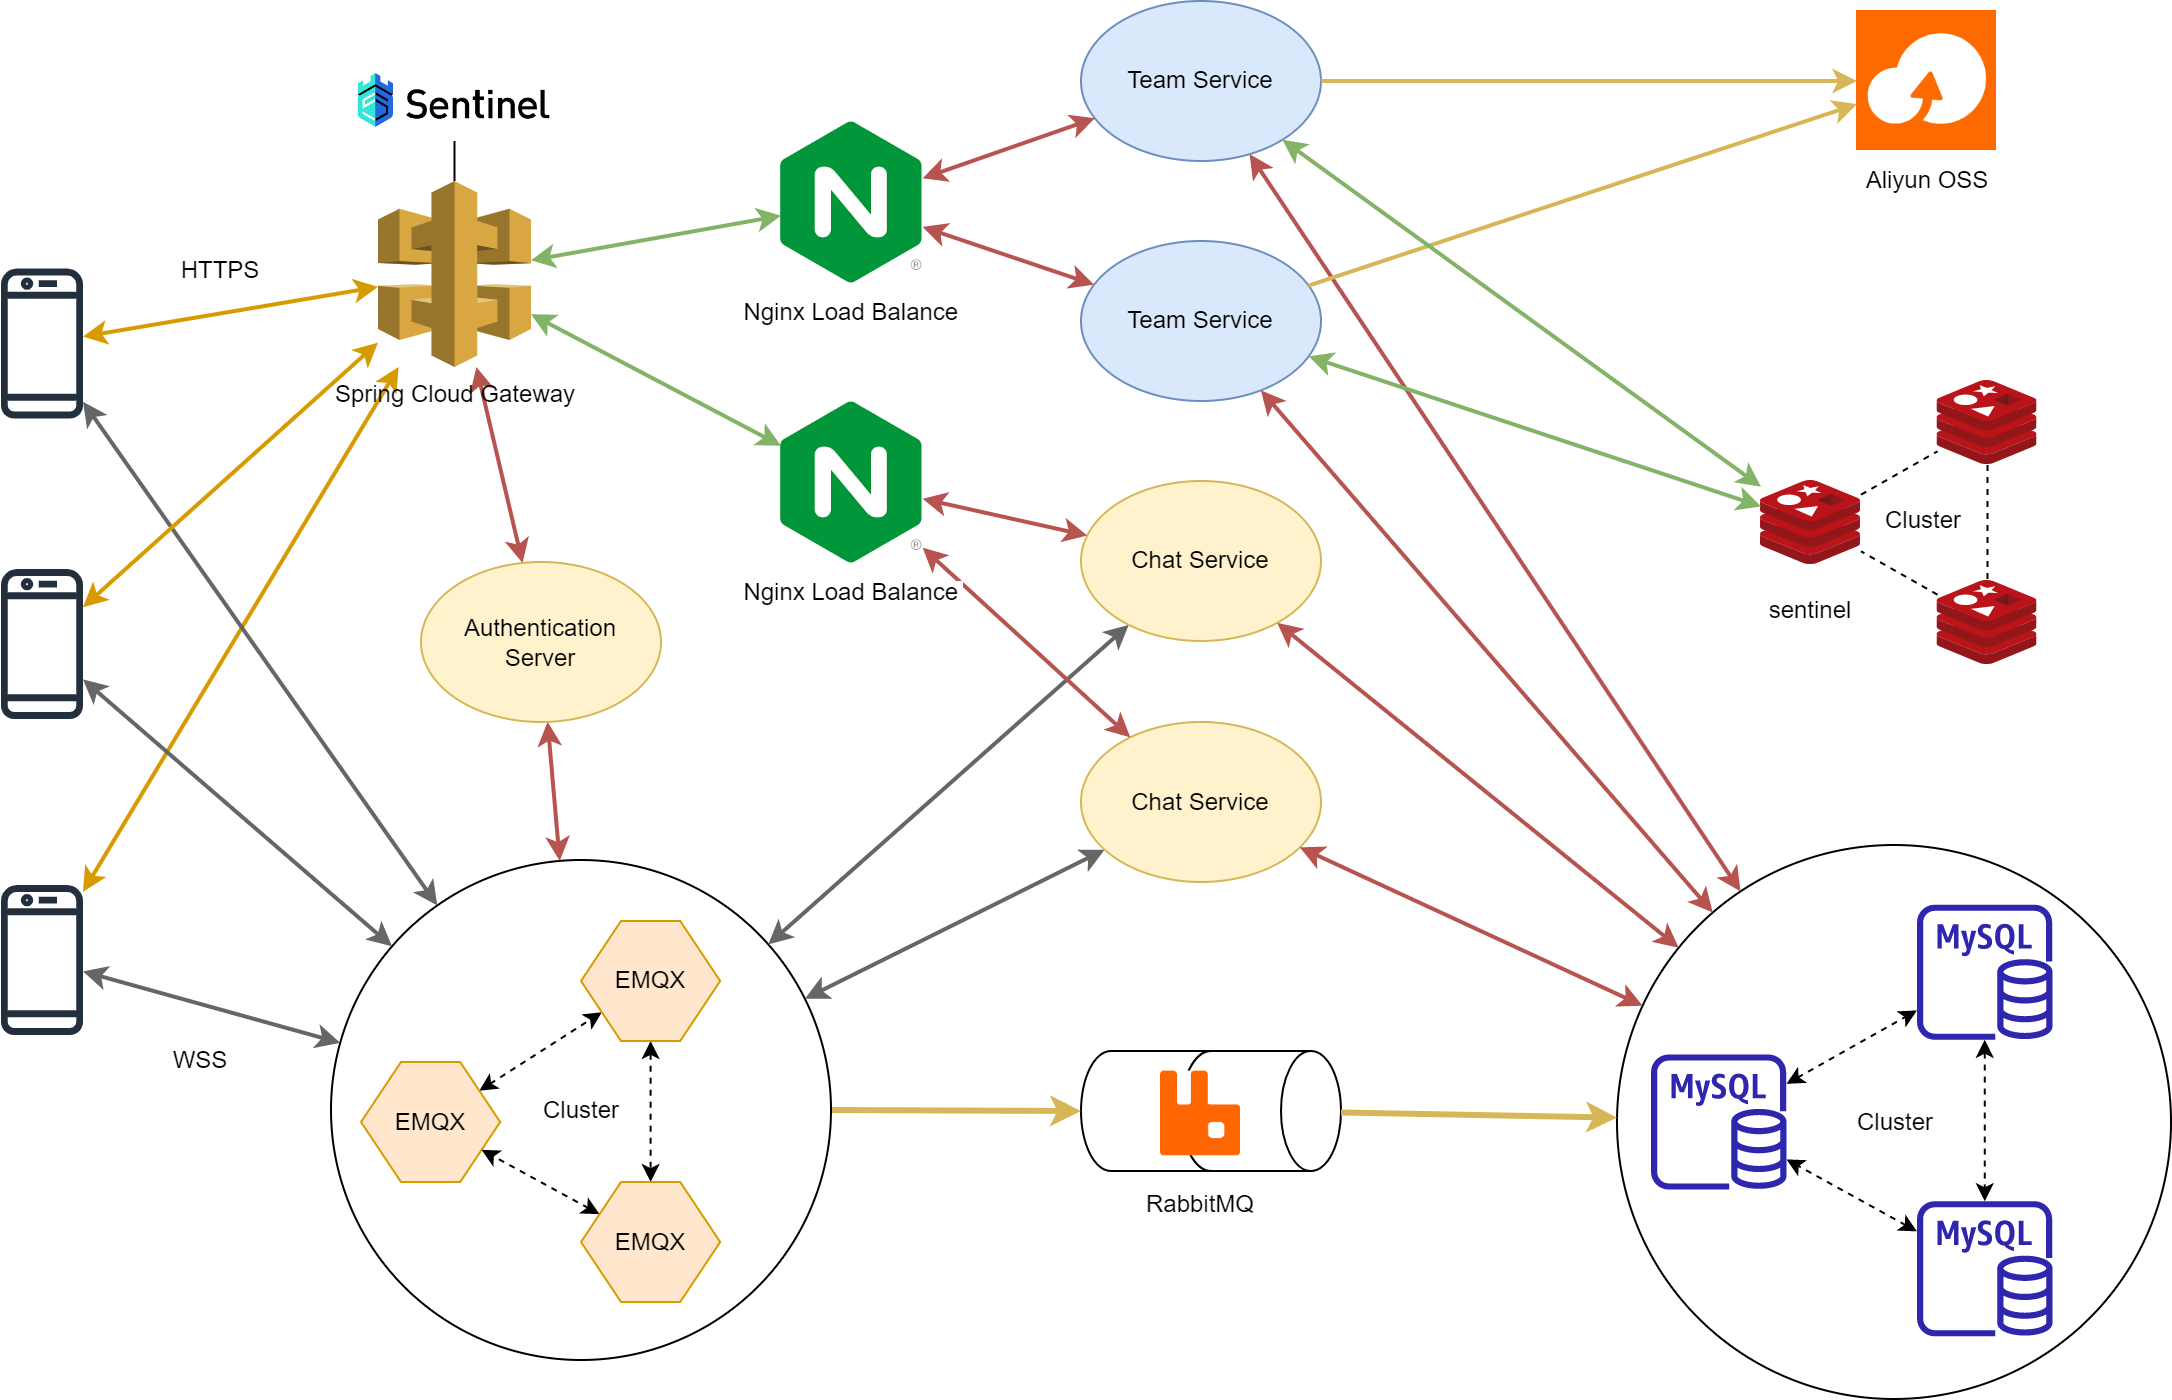 Team Service
Sentinel
Aliyun OSS
HTTPS
®
Nginx Load Balance
Team Service
Spring Cloud Gateway
Cluster
®
Chat Service
Nginx Load Balance
sentinel
Authentication
Server
Chat Service
MySQL
EMQX
WSS
MySQL
EMQX
Cluster
Cluster
RabbitMQ
EMQX
MySQL